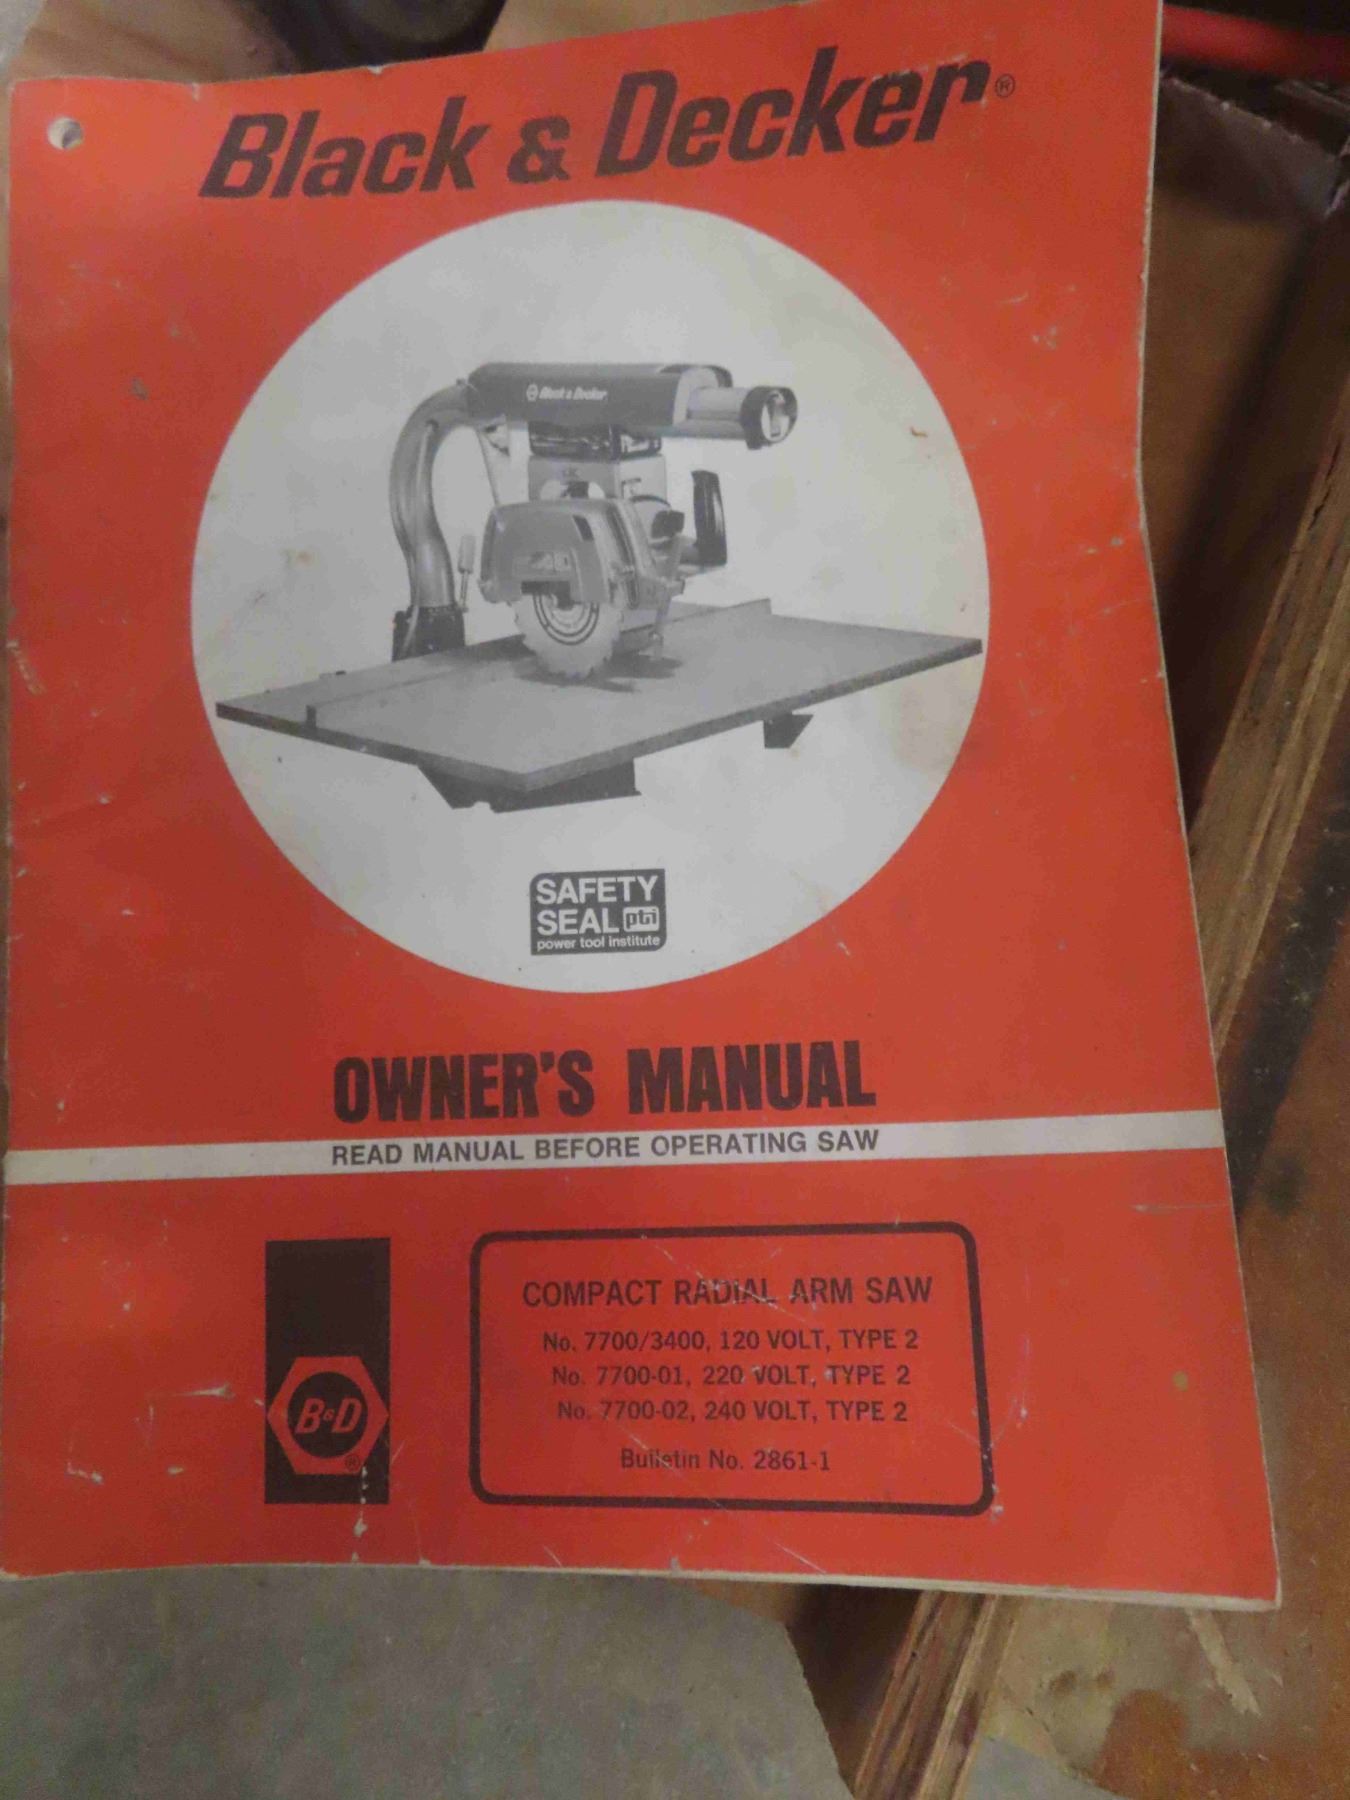 Black & Decker®
Black & Decker
SAFETY
SEAL pti
power tool institute
OWNER'S MANUAL
READ MANUAL BEFORE OPERATING SAW
B&D®
COMPACT RADIAL ARM SAW
No. 7700/3400, 120 VOLT, TYPE 2
No. 7700-01, 220 VOLT, TYPE 2
No. 7700-02, 240 VOLT, TYPE 2
Bulletin No. 2861-1